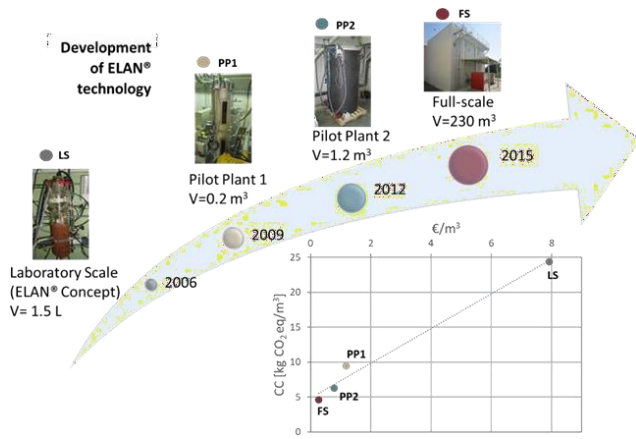 Development
of ELAN®
technology
LS
PP1
PP2
FS
Laboratory Scale
(ELAN® Concept)
V= 1.5 L
Pilot Plant 1
V=0.2 m³
Pilot Plant 2
V=1.2 m³
Full-scale
V=230 m³
2006
2009
2012
2015
€/m³
0 2 4 6 8
CC [kg CO₂ eq/m³]
25
20
15
10
5
0
LS
PP1
PP2
FS